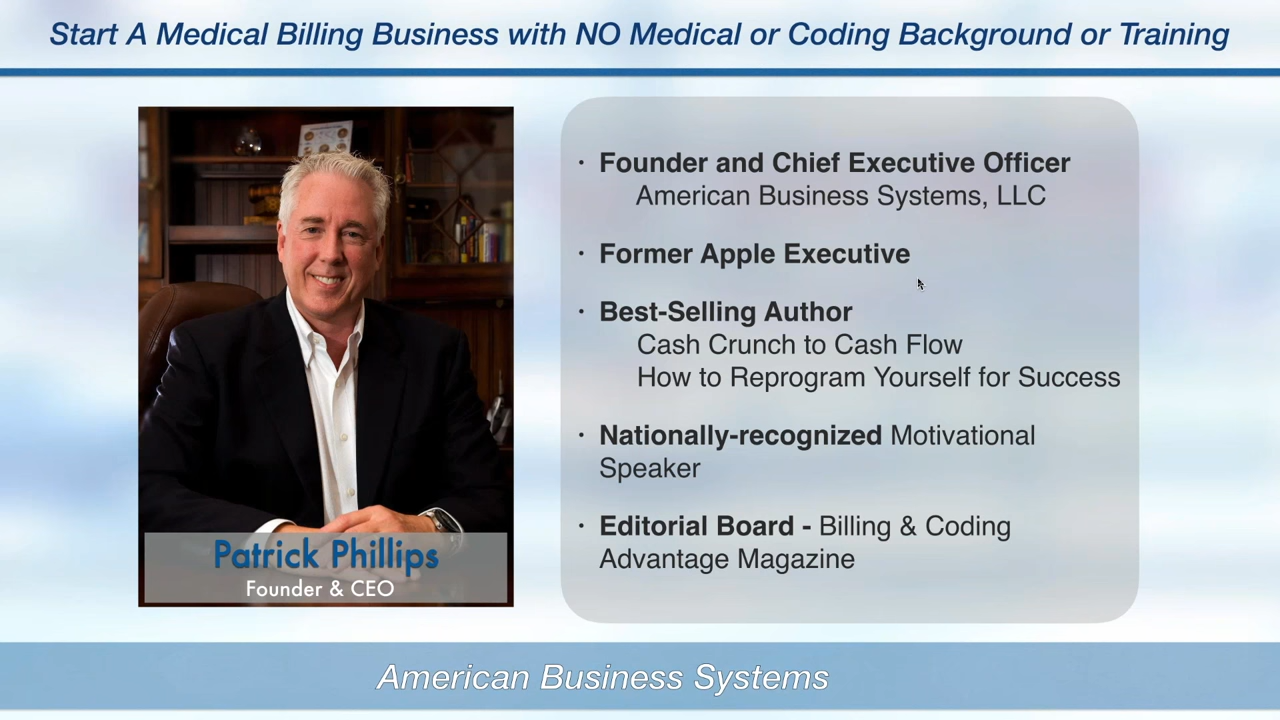 Start A Medical Billing Business with NO Medical or Coding Background or Training
Patrick Phillips
Founder & CEO
· Founder and Chief Executive Officer
American Business Systems, LLC
· Former Apple Executive
· Best-Selling Author
Cash Crunch to Cash Flow
How to Reprogram Yourself for Success
· Nationally-recognized Motivational
Speaker
· Editorial Board - Billing & Coding
Advantage Magazine
American Business Systems